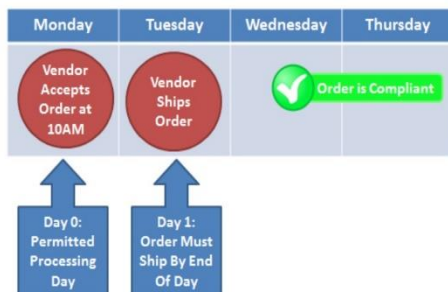 Monday
Tuesday
Wednesday
Thursday
Vendor
Accepts
Order at
10AM
Vendor
Ships
Order
Order is Compliant
Day 0:
Permitted
Processing
Day
Day 1:
Order Must
Ship By End
Of Day